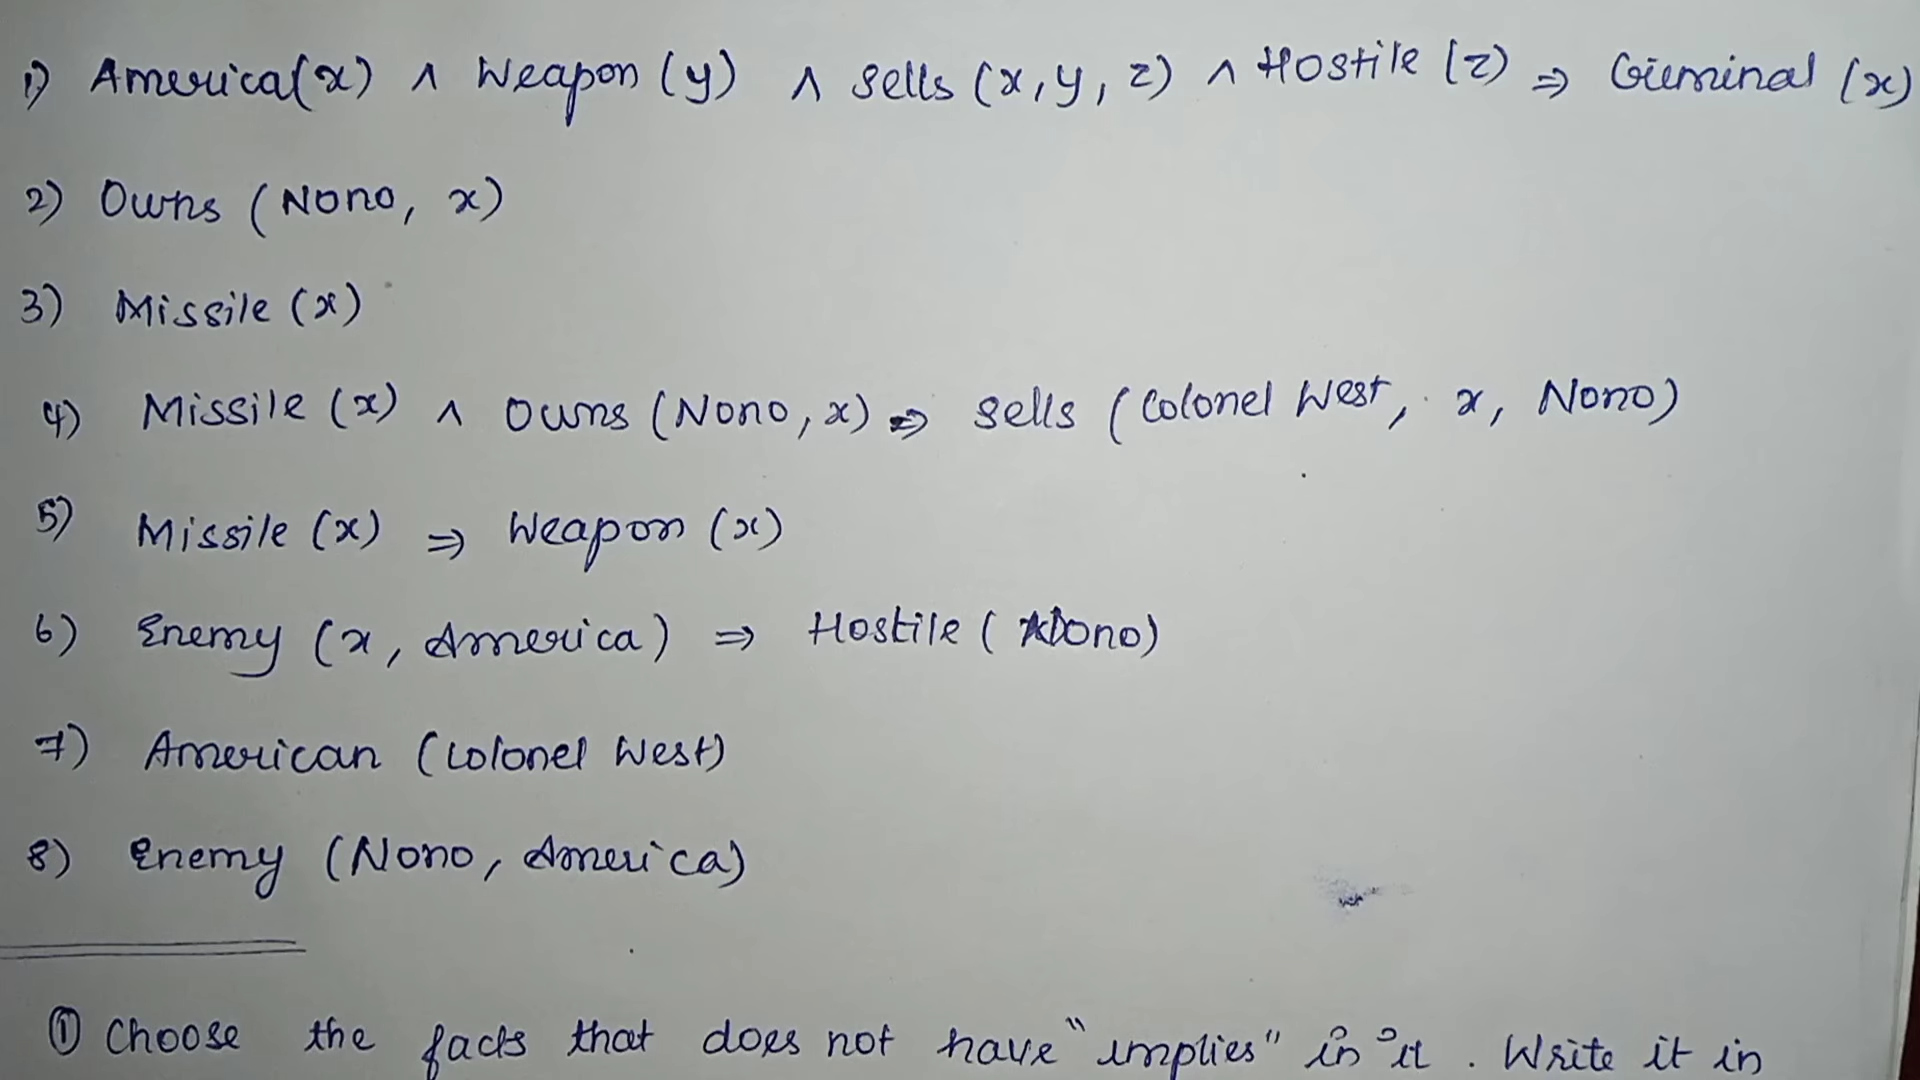 1) America(x) ∧ Weapon (y) ∧ sells (x, y, z) ∧ Hostile (z) ⇒ Criminal (x)
2) Owns (Nono, x)
3) Missile (x)
4) Missile (x) ∧ Owns (Nono, x) ⇒ sells (Colonel West, x, Nono)
5) Missile (x) ⇒ Weapon (x)
6) Enemy (x, America) ⇒ Hostile (Nono)
7) American (Colonel West)
8) Enemy (Nono, America)
① Choose the facts that does not have "implies" in it. Write it in